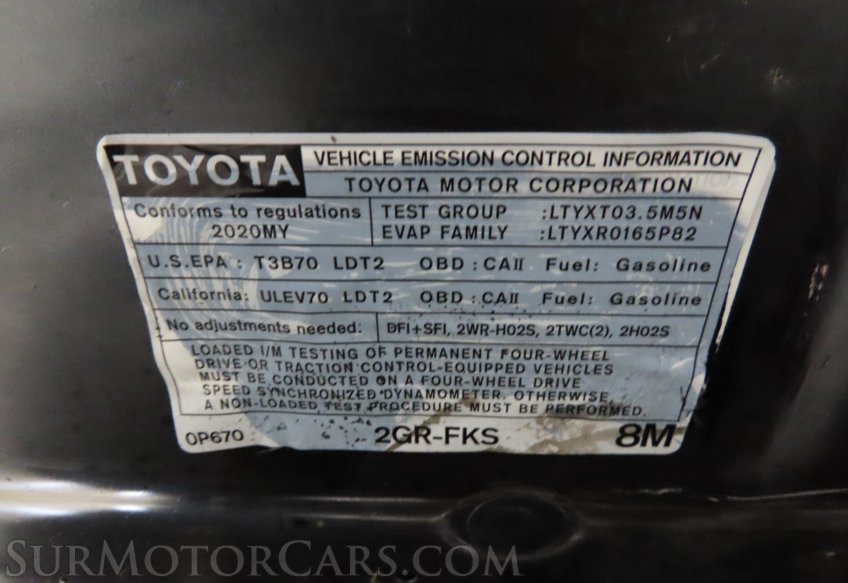 TOYOTA VEHICLE EMISSION CONTROL INFORMATION
TOYOTA MOTOR CORPORATION
Conforms to regulations TEST GROUP :LTYXT03.5M5N
2020MY EVAP FAMILY :LTYXR0165P82
U.S.EPA : T3B70 LDT2 OBD : CAII Fuel: Gasoline
California: ULEV70 LDT2 OBD : CAII Fuel: Gasoline
No adjustments needed: DFI+SFI, 2WR-HO2S, 2TWC(2), 2HO2S
LOADED I/M TESTING OF PERMANENT FOUR-WHEEL
DRIVE OR TRACTION CONTROL-EQUIPPED VEHICLES
MUST BE CONDUCTED ON A FOUR-WHEEL DRIVE
SPEED SYNCHRONIZED DYNAMOMETER. OTHERWISE
A NON-LOADED TEST PROCEDURE MUST BE PERFORMED.
0P670 2GR-FKS 8M
SurMotorCars.com